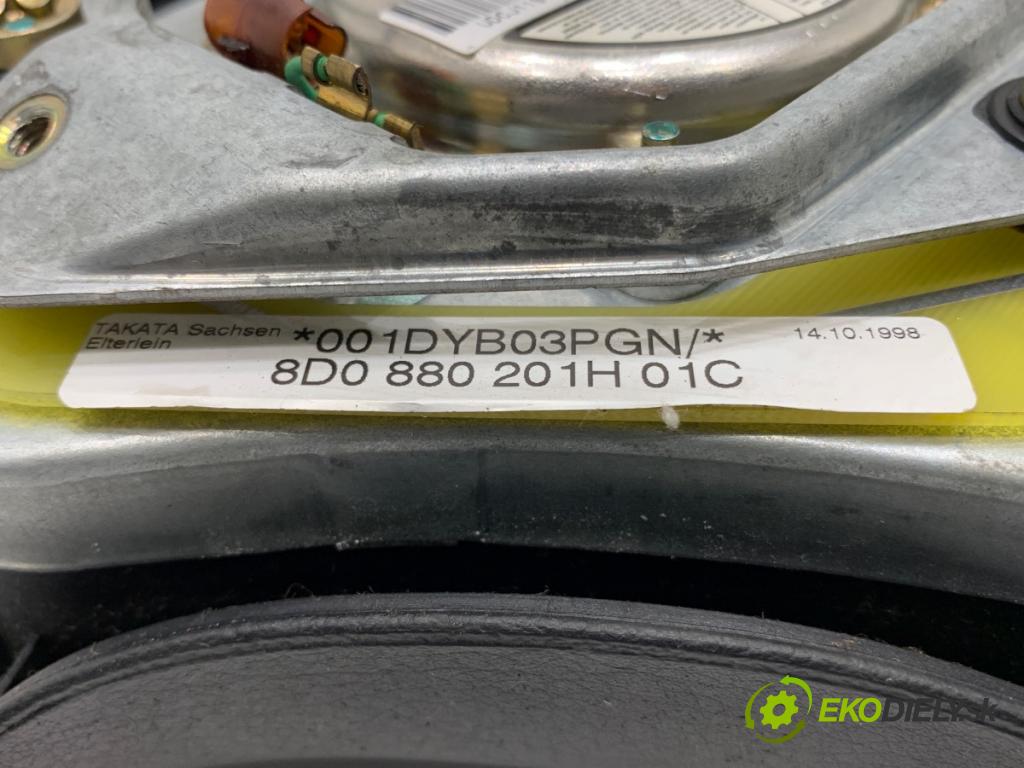 TAKATA Sachsen
Elterlein
*001DYB03PGN/*
14.10.1998
8D0 880 201H 01C
EKODIELY.sk